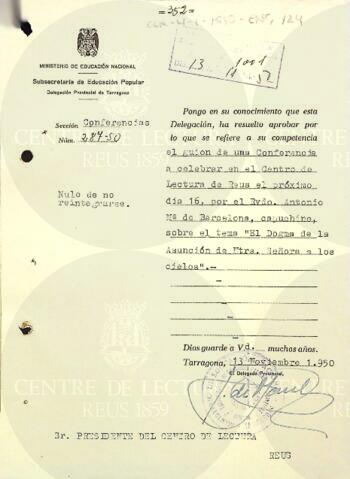 =352=
MINISTERIO DE EDUCACIÓN NACIONAL
Subsecretaría de Educación Popular
Delegación Provincial de Tarragona
13
Sección Conferencias
Núm. 284-50
Nulo de no
reintegrarse.
Pongo en su conocimiento que esta
Delegación, ha resuelto aprobar por
lo que se refiere a su competencia
el guion de una Conferencia
a celebrar en el Centro de
Lectura de Reus el próximo
dia 16, por el Rvdo. Antonio
Mª de Barcelona, capuchino,
sobre el tema "El Dogma de la
Asunción de Ntra. Señora a los
cielos".-
Dios guarde a Vd. muchos años.
Tarragona, 13 Noviembre 1.950
El Delegado Provincial,
Sr. PRESIDENTE DEL CENTRO DE LECTURA
REUS
CENTRE DE LECTURA
REUS 1859